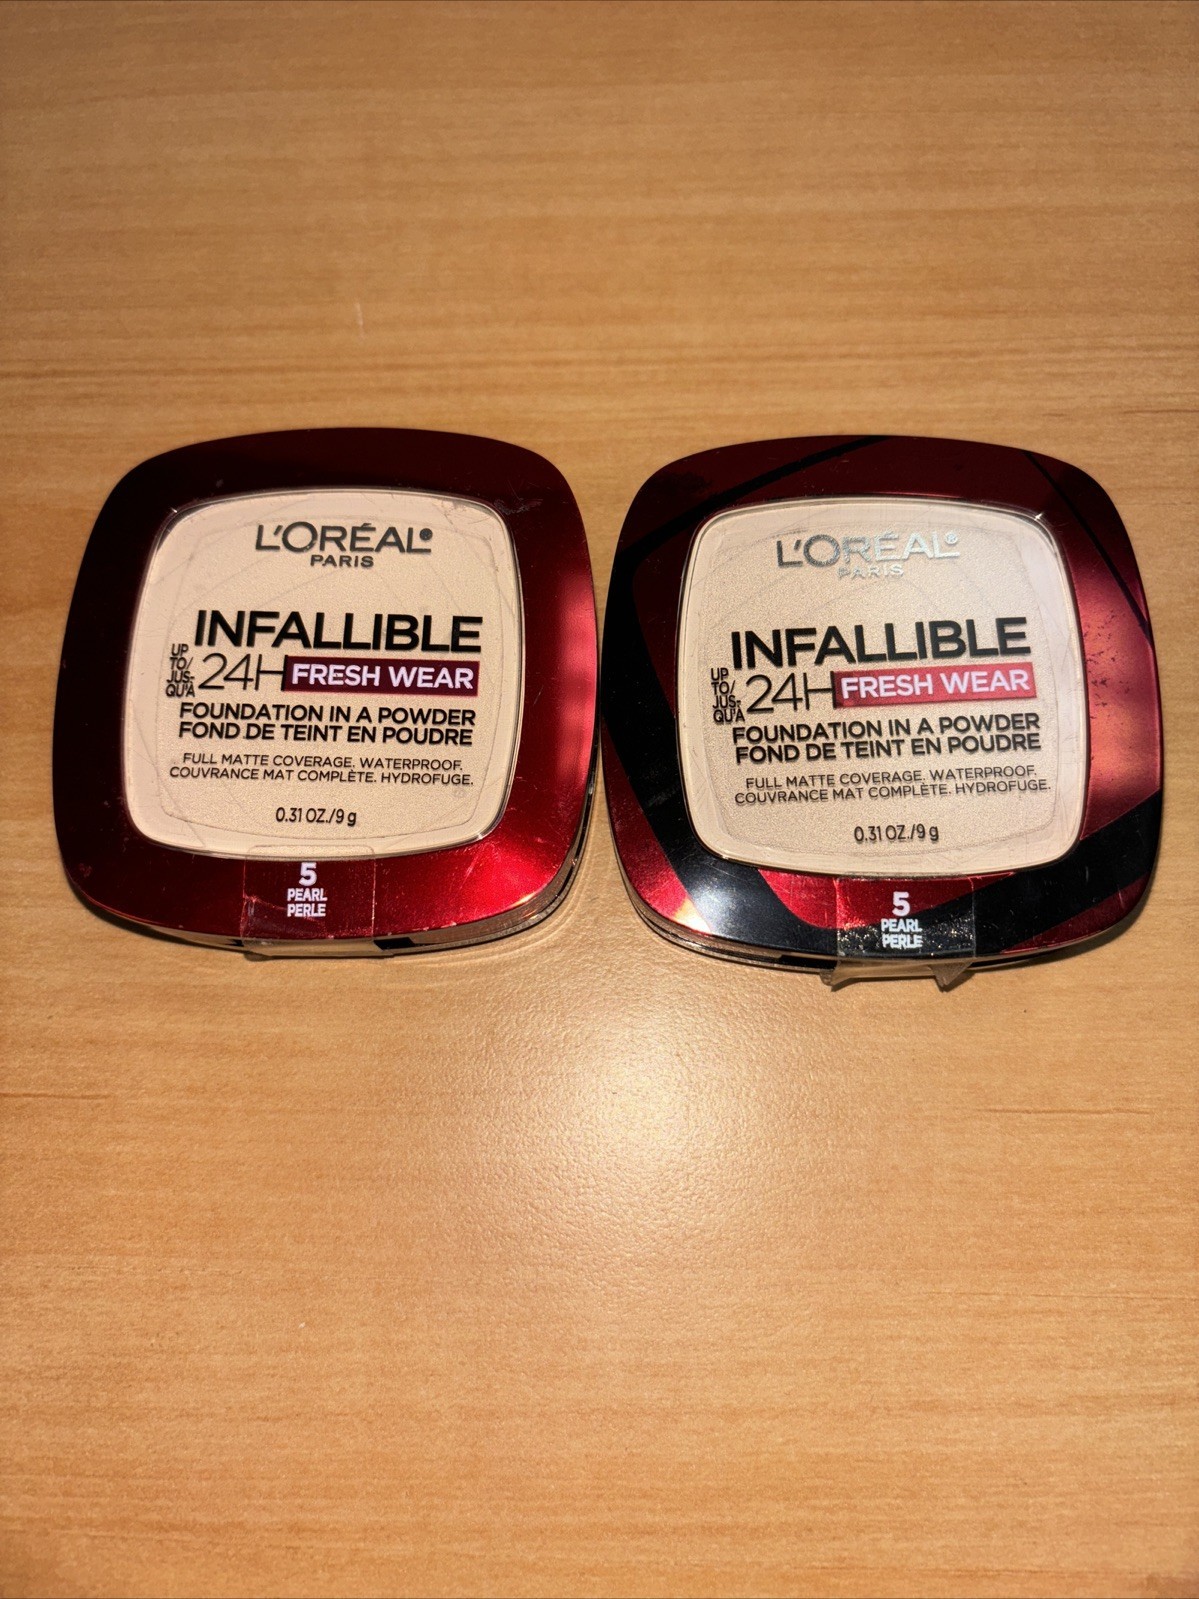 L'ORÉAL®
PARIS
INFALLIBLE
UP
TO/
JUS-
QU'À
24H FRESH WEAR
FOUNDATION IN A POWDER
FOND DE TEINT EN POUDRE
FULL MATTE COVERAGE. WATERPROOF.
COUVRANCE MAT COMPLÈTE. HYDROFUGE.
0.31 OZ./9 g
5
PEARL
PERLE
L'ORÉAL®
PARIS
INFALLIBLE
UP
TO/
JUS-
QU'À
24H FRESH WEAR
FOUNDATION IN A POWDER
FOND DE TEINT EN POUDRE
FULL MATTE COVERAGE. WATERPROOF.
COUVRANCE MAT COMPLÈTE. HYDROFUGE.
0.31 OZ./9 g
5
PEARL
PERLE